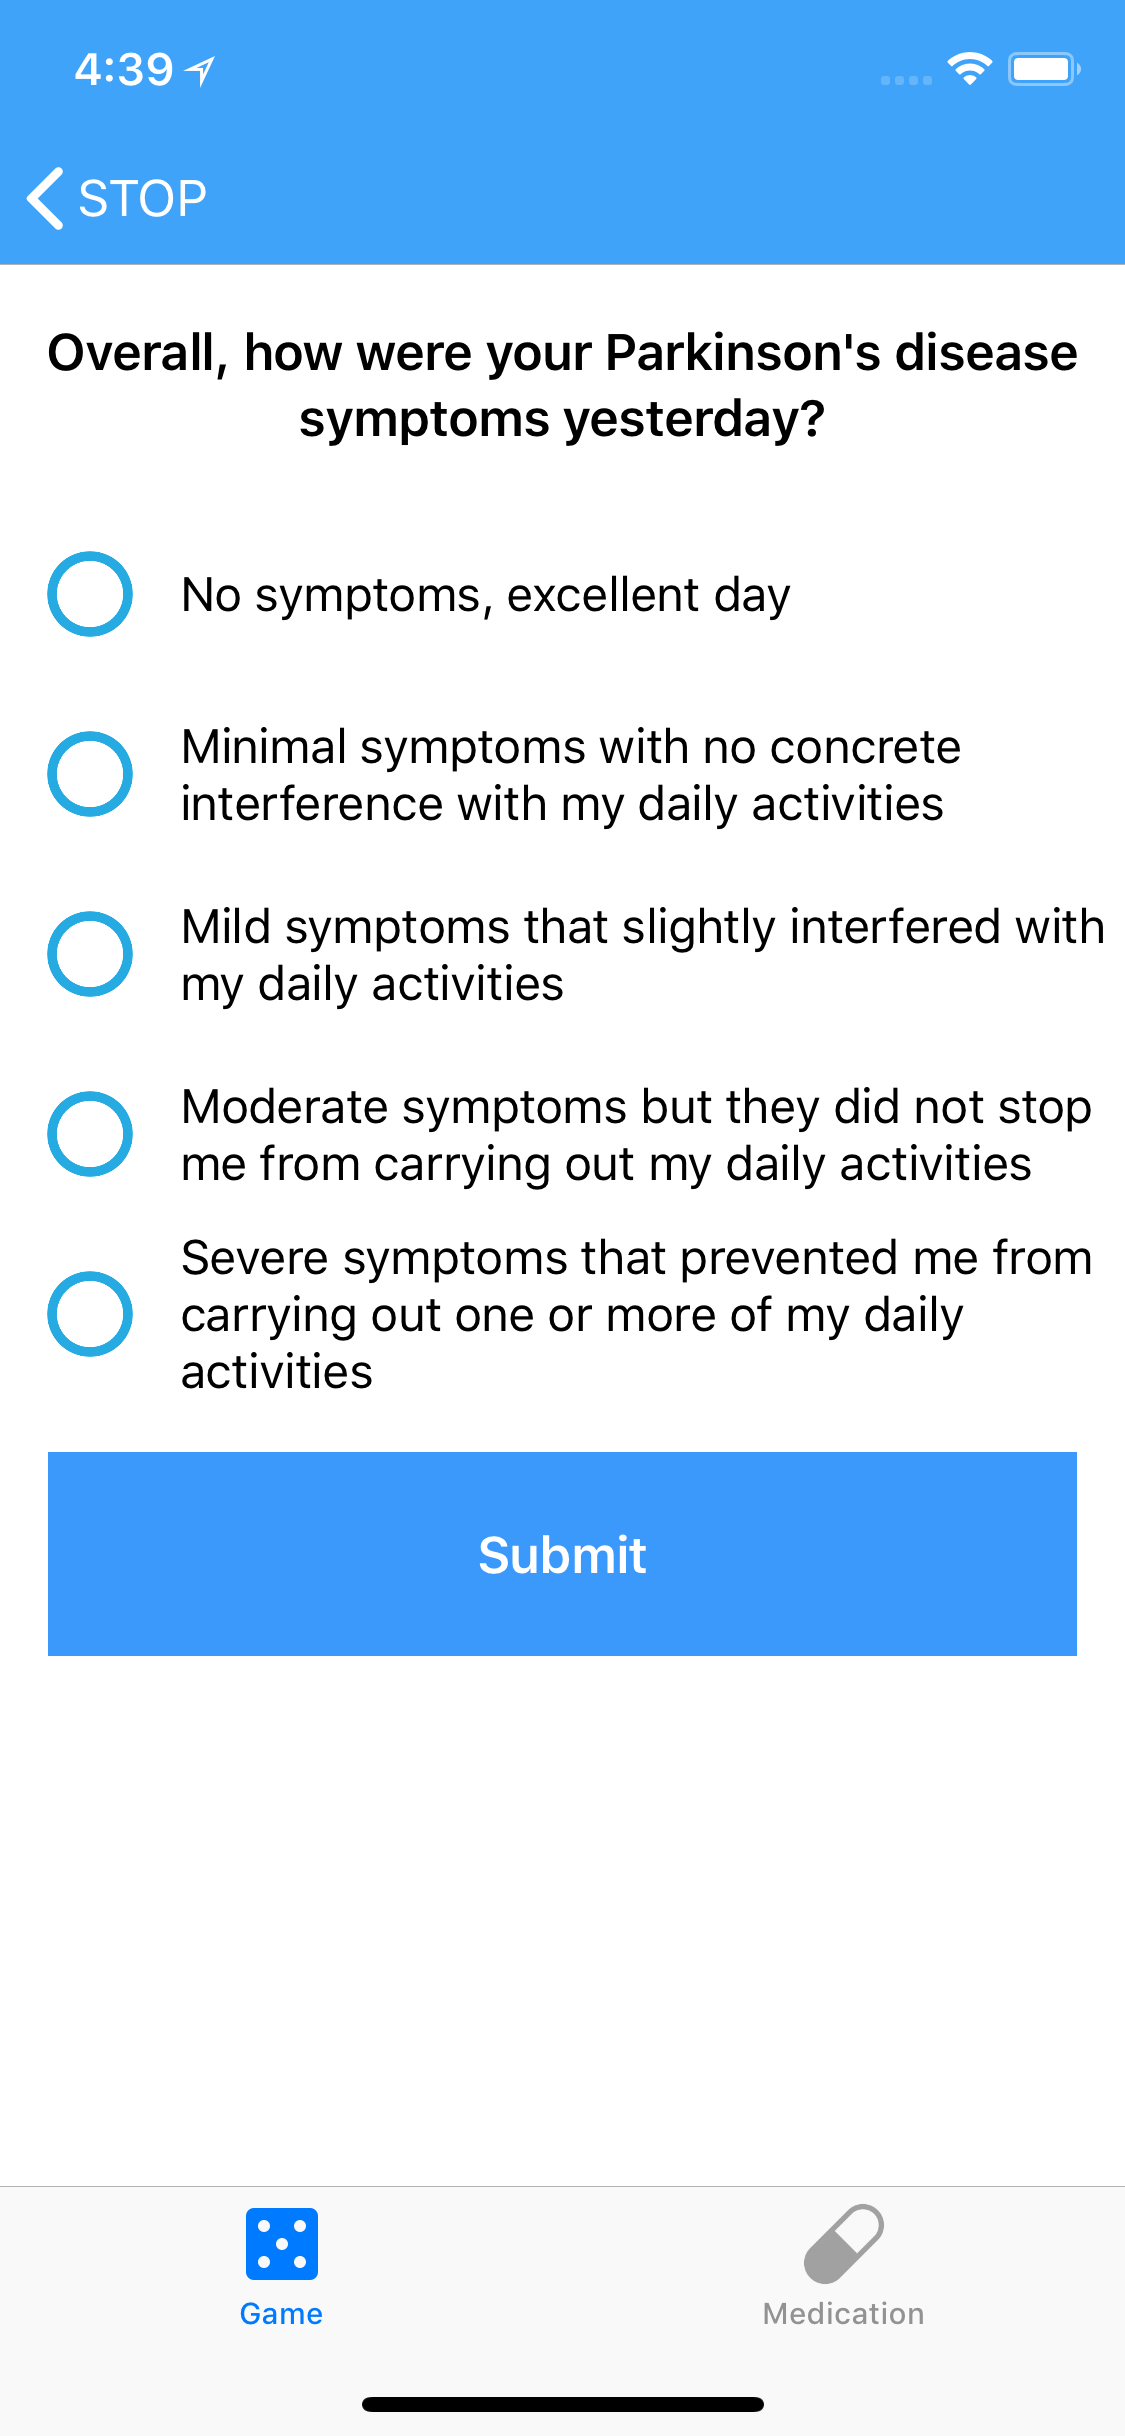 4:39
STOP
Overall, how were your Parkinson's disease
symptoms yesterday?
No symptoms, excellent day
Minimal symptoms with no concrete
interference with my daily activities
Mild symptoms that slightly interfered with
my daily activities
Moderate symptoms but they did not stop
me from carrying out my daily activities
Severe symptoms that prevented me from
carrying out one or more of my daily
activities
Submit
Game
Medication